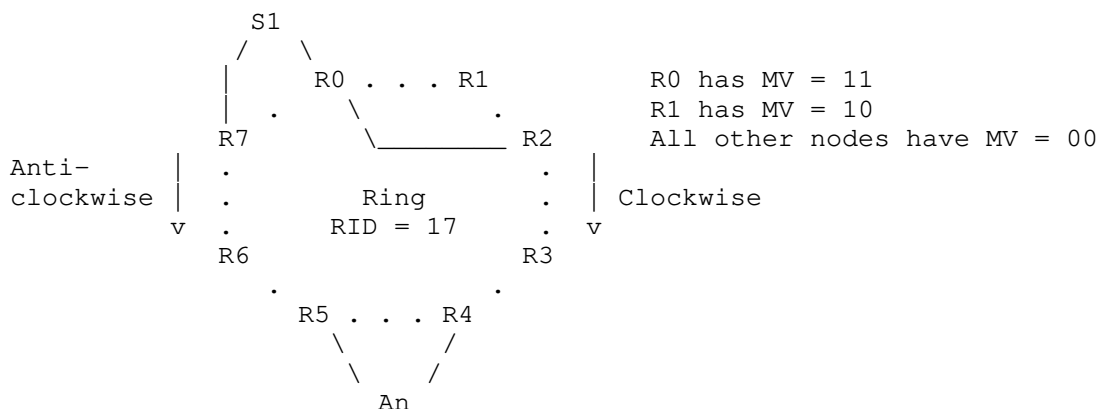 S1
R0 . . . R1 R0 has MV = 11
R1 has MV = 10
R7 R2 All other nodes have MV = 00
Anti-
clockwise Ring Clockwise
v RID = 17 v
R6 R3
R5 . . . R4
An